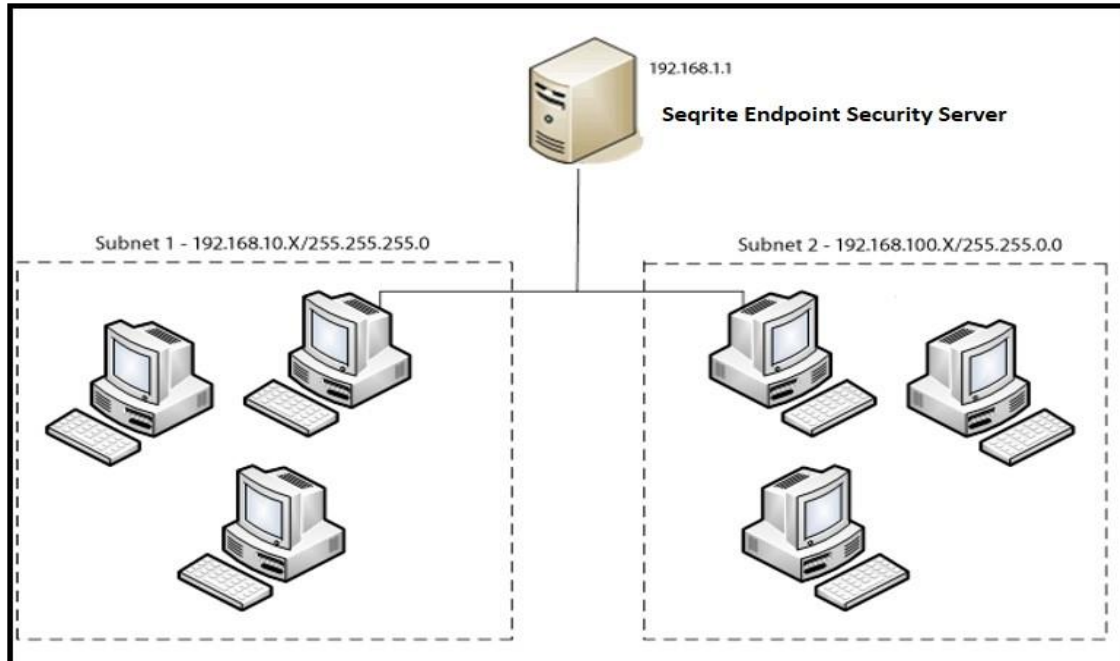 192.168.1.1
Seqrite Endpoint Security Server
Subnet 1 - 192.168.10.X/255.255.255.0
Subnet 2 - 192.168.100.X/255.255.0.0